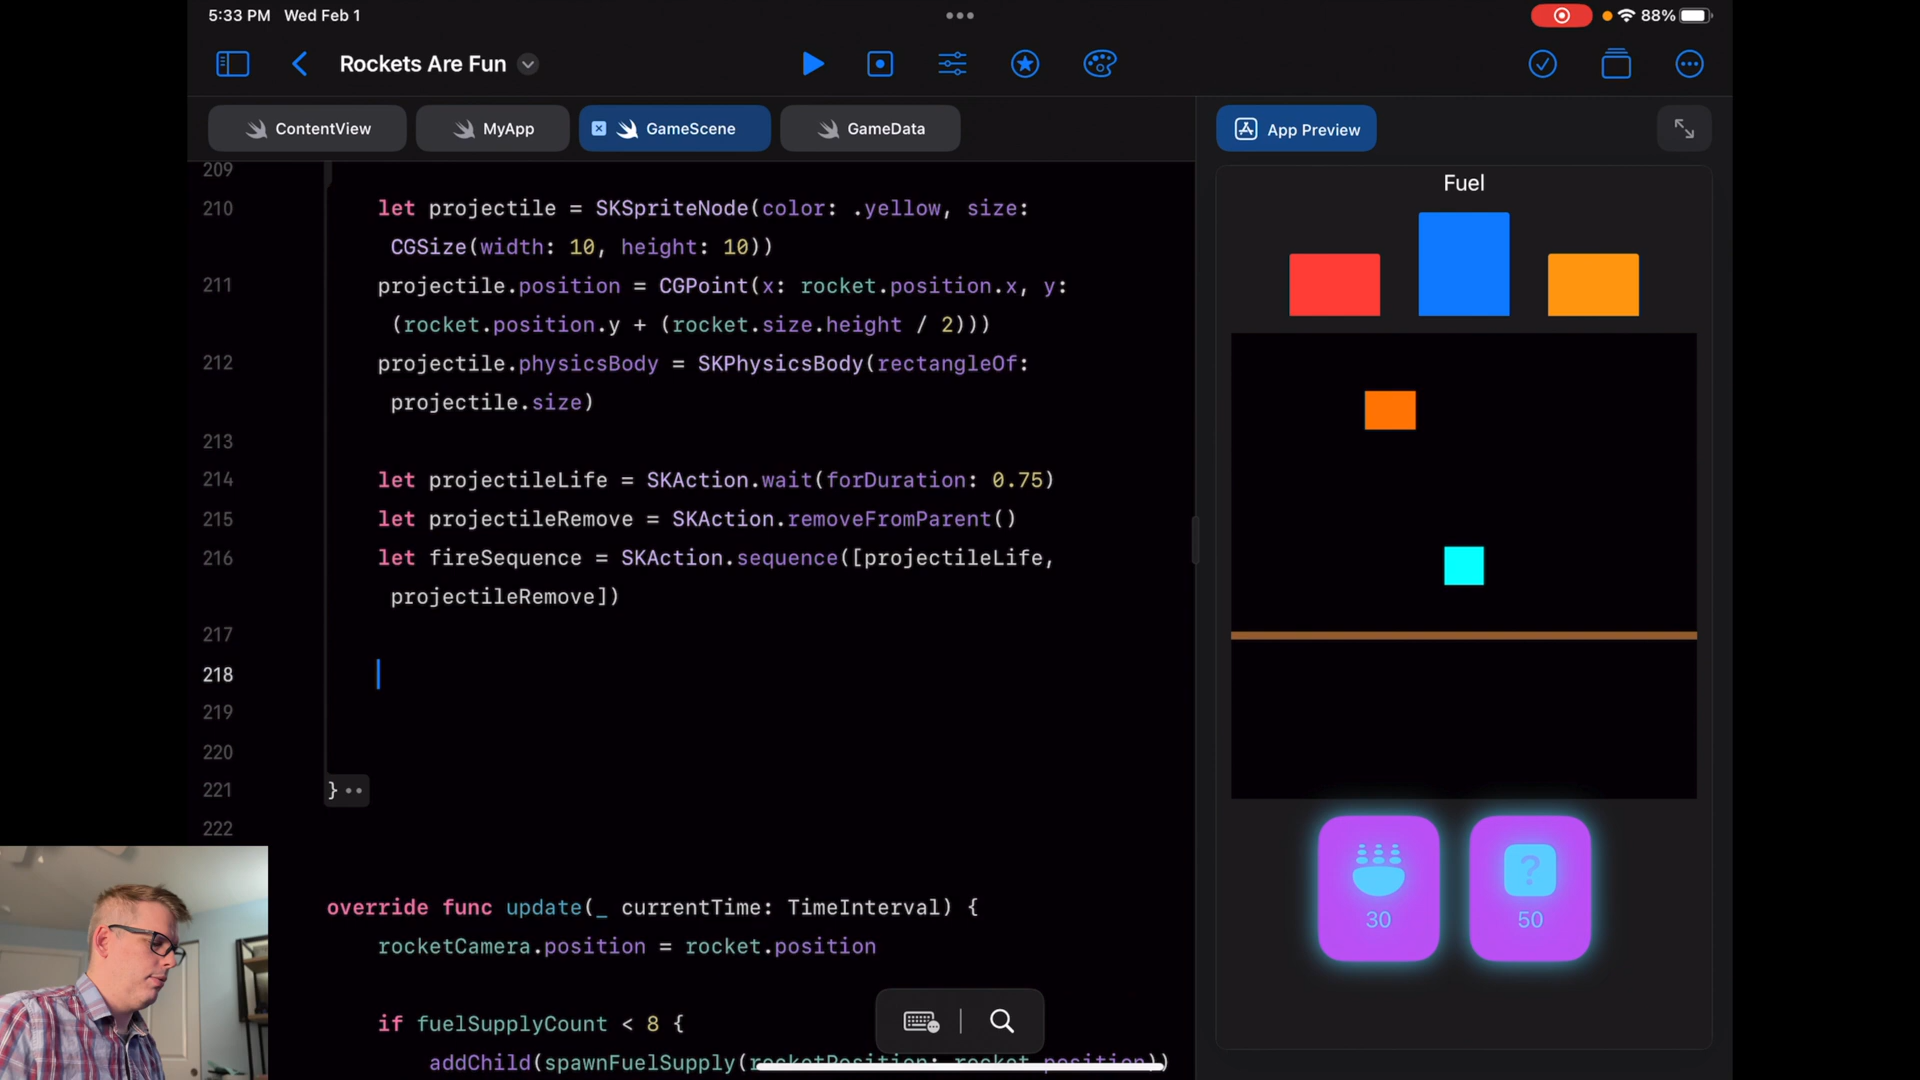 5:33 PM Wed Feb 1
88%
Rockets Are Fun
ContentView
MyApp
GameScene
GameData
App Preview
209
210 let projectile = SKSpriteNode(color: .yellow, size:
CGSize(width: 10, height: 10))
211 projectile.position = CGPoint(x: rocket.position.x, y:
(rocket.position.y + (rocket.size.height / 2)))
212 projectile.physicsBody = SKPhysicsBody(rectangleOf:
projectile.size)
213
214 let projectileLife = SKAction.wait(forDuration: 0.75)
215 let projectileRemove = SKAction.removeFromParent()
216 let fireSequence = SKAction.sequence([projectileLife,
projectileRemove])
217
218
219
220
221 }
222
override func update(_ currentTime: TimeInterval) {
rocketCamera.position = rocket.position
if fuelSupplyCount < 8 {
addChild(spawnFuelSupply(rocketPosition: rocket.position))
Fuel
30
?
50